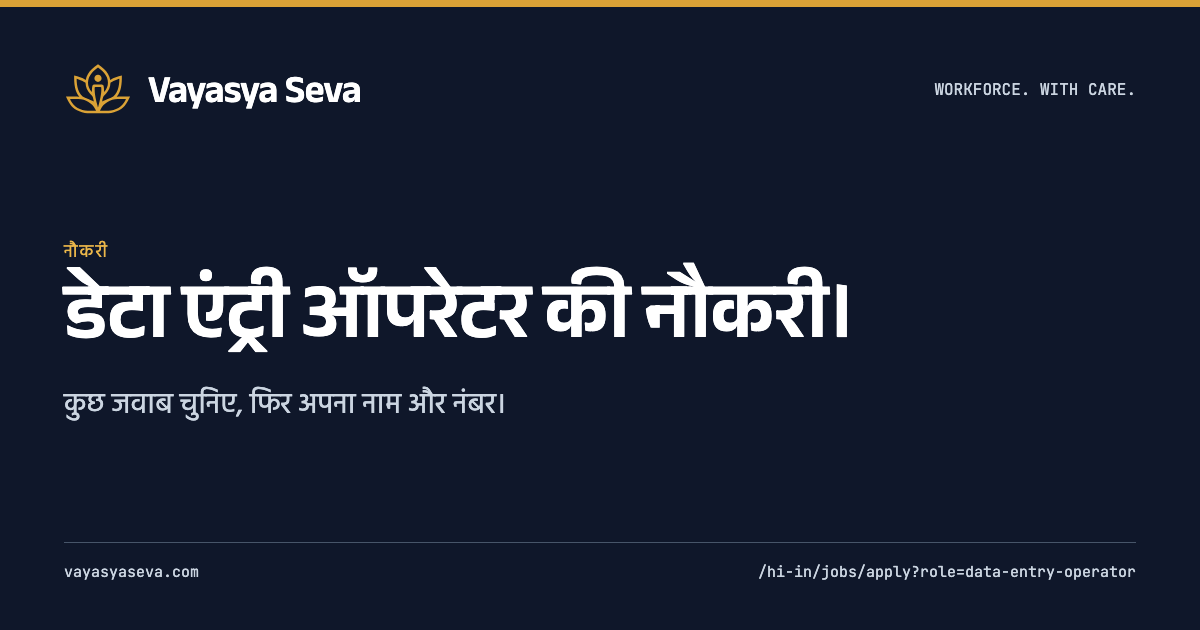 Vayasya Seva
WORKFORCE. WITH CARE.
नौकरी
डेटा एंट्री ऑपरेटर की नौकरी।
कुछ जवाब चुनिए, फिर अपना नाम और नंबर।
vayasyaseva.com
/hi-in/jobs/apply?role=data-entry-operator